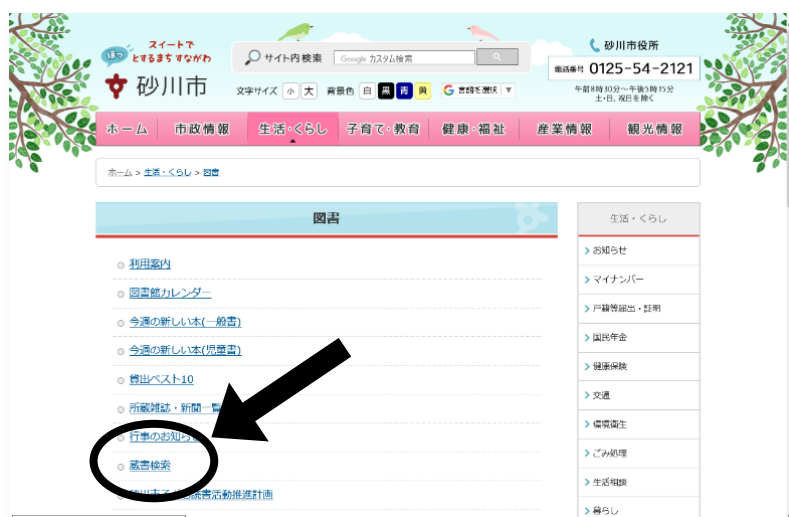 スイートで
ほっとするまち すながわ
砂川市
サイト内検索 Google カスタム検索
文字サイズ 小 大 背景色 白 黒 青 黄 G 言語を選択 ▼
砂川市役所
電話番号 0125-54-2121
午前8時30分～午後5時15分
土・日、祝日を除く
ホーム 市政情報 生活・くらし 子育て・教育 健康・福祉 産業情報 観光情報
ホーム > 生活・くらし > 図書
図書
利用案内
図書館カレンダー
今週の新しい本(一般書)
今週の新しい本(児童書)
貸出ベスト10
所蔵雑誌・新聞一覧
行事のお知らせ
蔵書検索
読書活動推進計画
生活・くらし
お知らせ
マイナンバー
戸籍等届出・証明
国民年金
健康保険
交通
環境衛生
ごみ処理
生活相談
暮らし